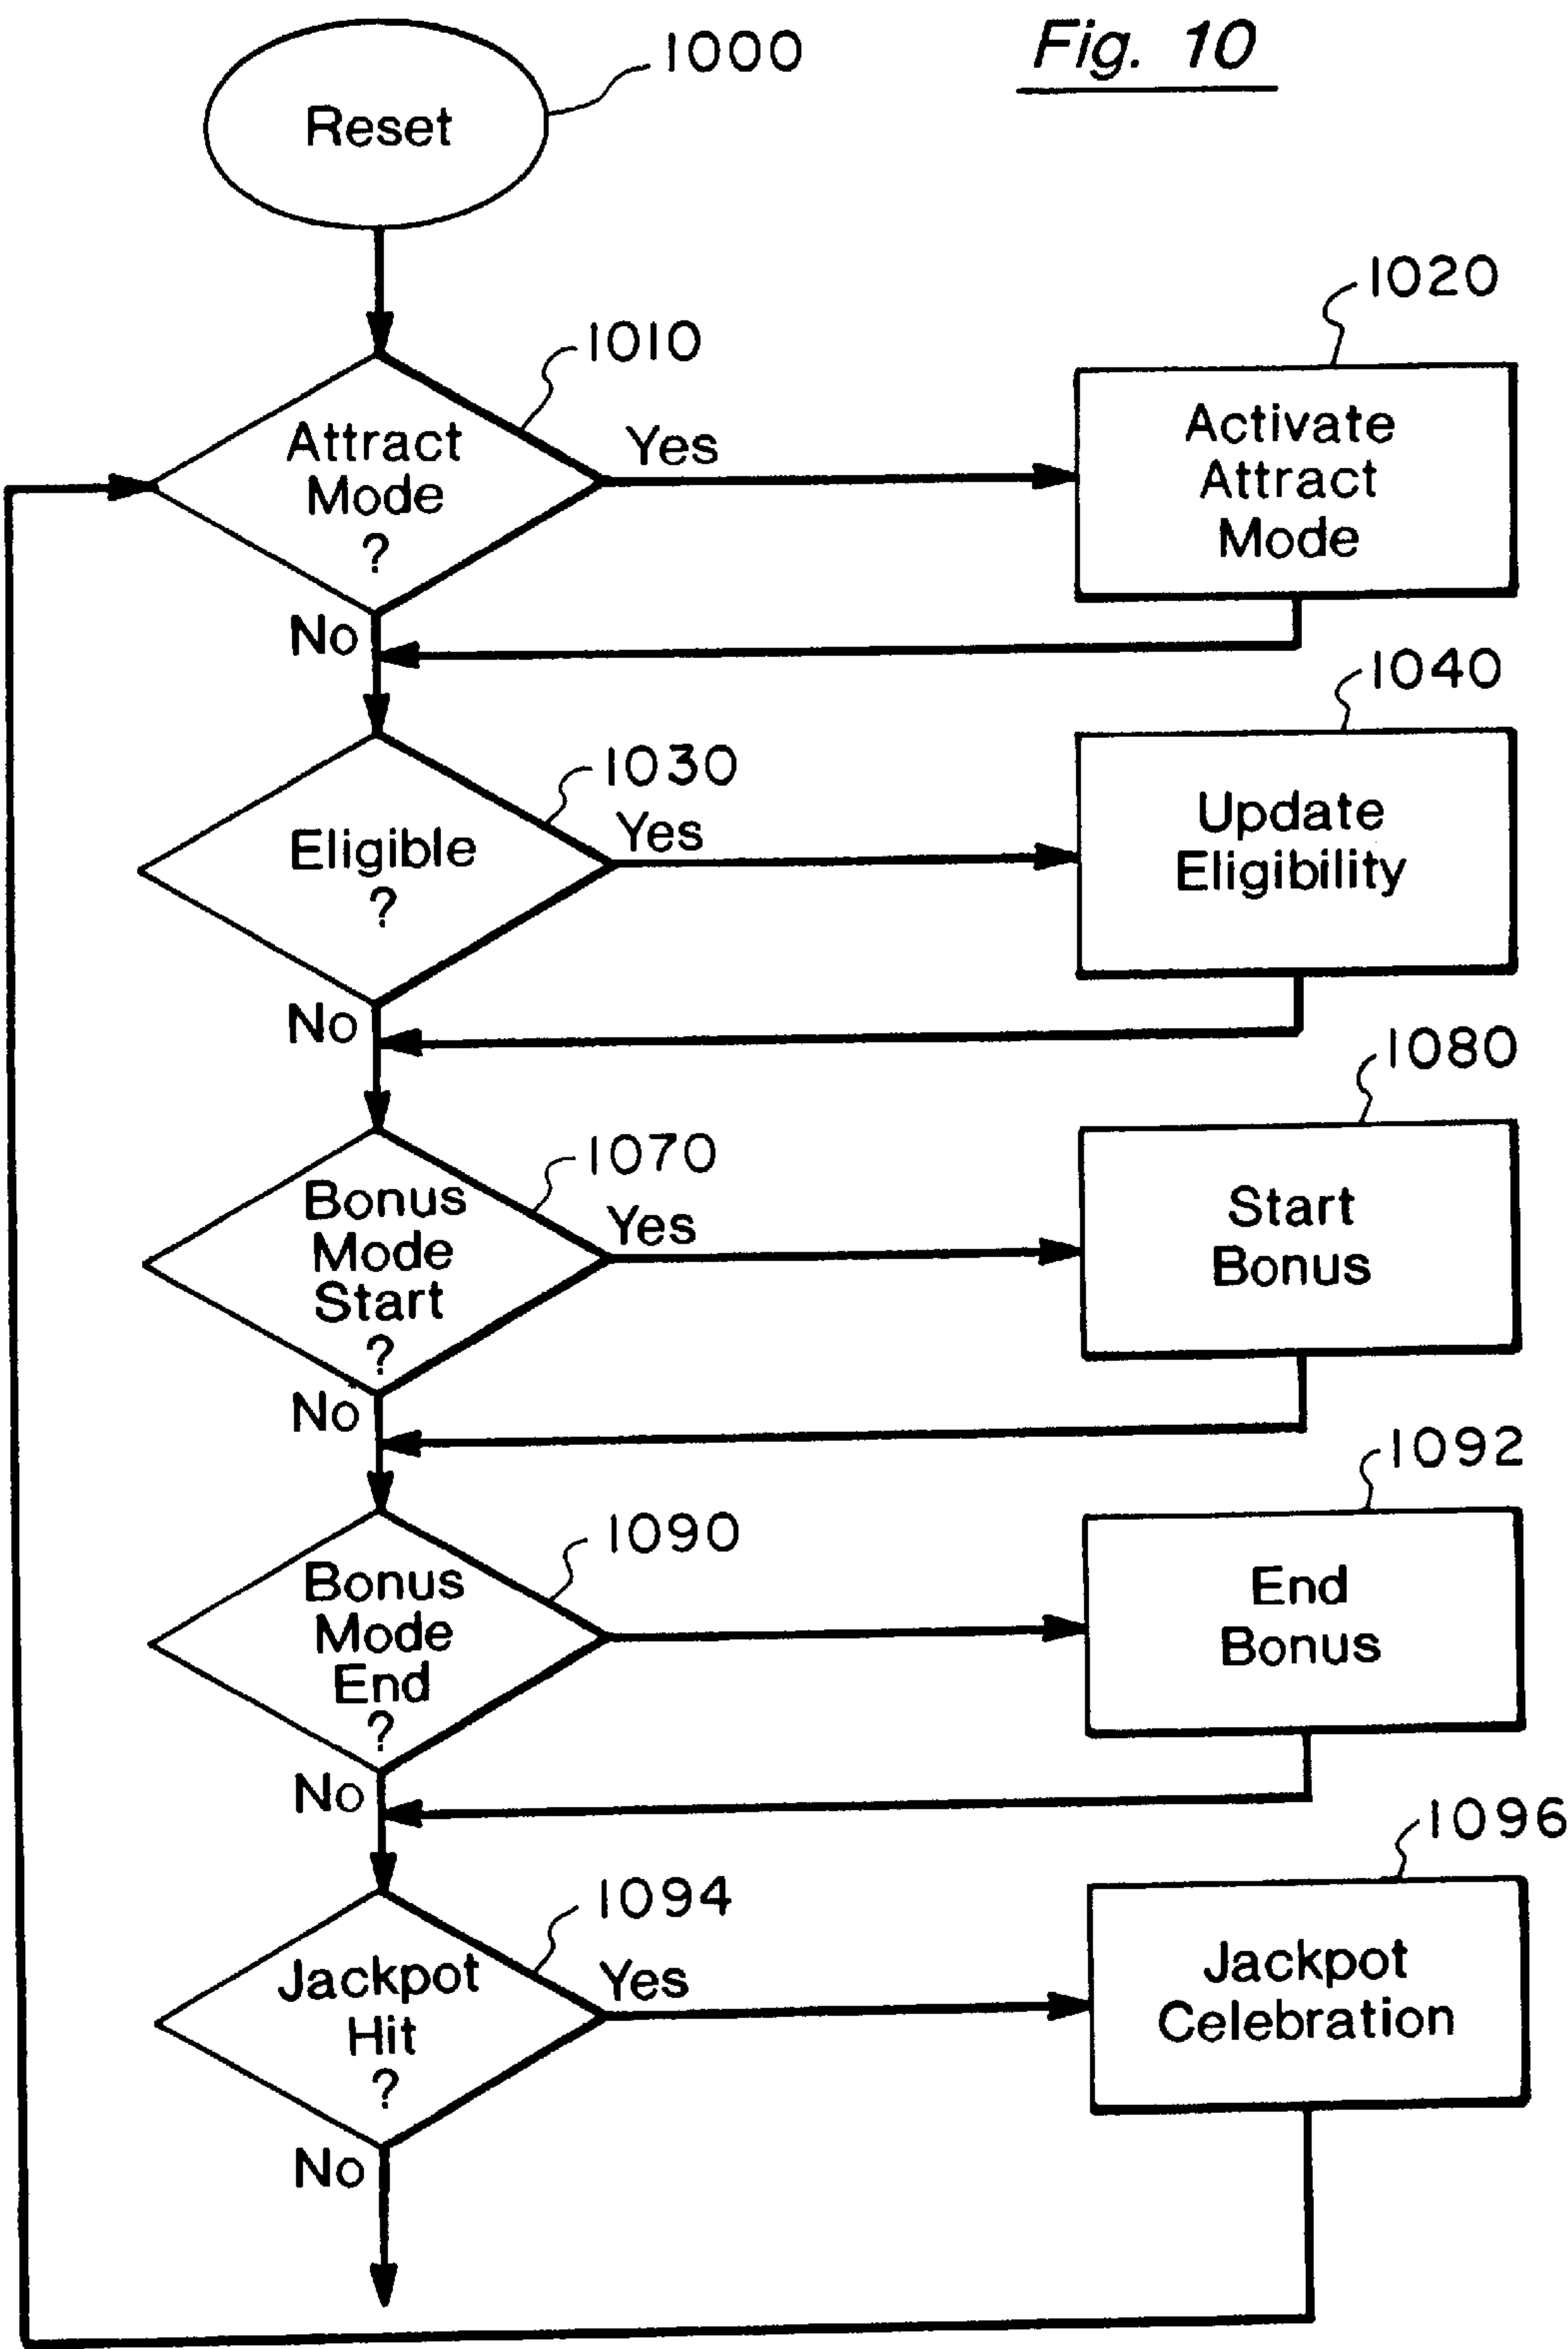 Fig. 10
1000
Reset
1010
Attract
Mode
?
Yes
No
1020
Activate
Attract
Mode
1030
Eligible
?
Yes
No
1040
Update
Eligibility
1070
Bonus
Mode
Start
?
Yes
No
1080
Start
Bonus
1090
Bonus
Mode
End
?
No
1092
End
Bonus
1094
Jackpot
Hit
?
Yes
No
1096
Jackpot
Celebration